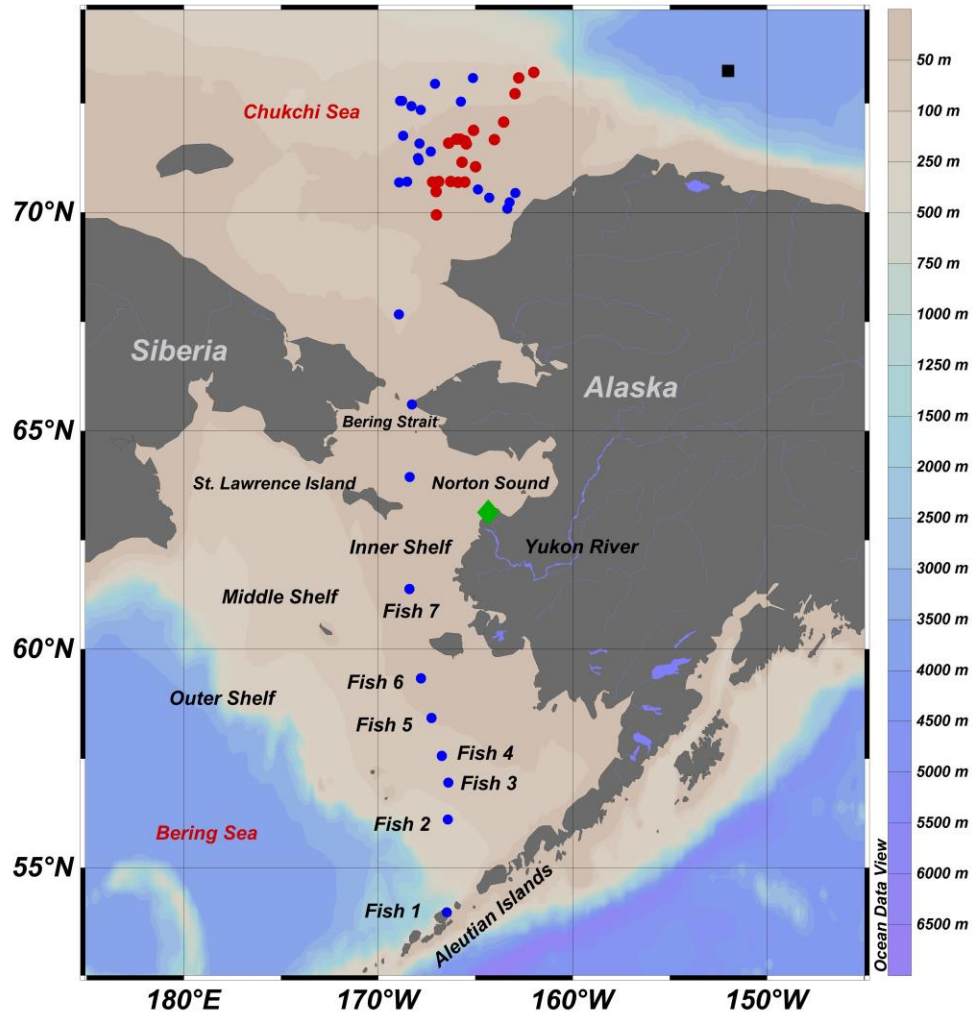 Chukchi Sea
70°N
Siberia
Alaska
65°N
Bering Strait
St. Lawrence Island
Norton Sound
Inner Shelf
Yukon River
Middle Shelf
Fish 7
60°N
Outer Shelf
Fish 6
Fish 5
Fish 4
Fish 3
Fish 2
Bering Sea
55°N
Fish 1
Aleutian Islands
180°E
170°W
160°W
150°W
50 m
100 m
250 m
500 m
750 m
1000 m
1250 m
1500 m
2000 m
2500 m
3000 m
3500 m
4000 m
4500 m
5000 m
5500 m
6000 m
6500 m
Ocean Data View